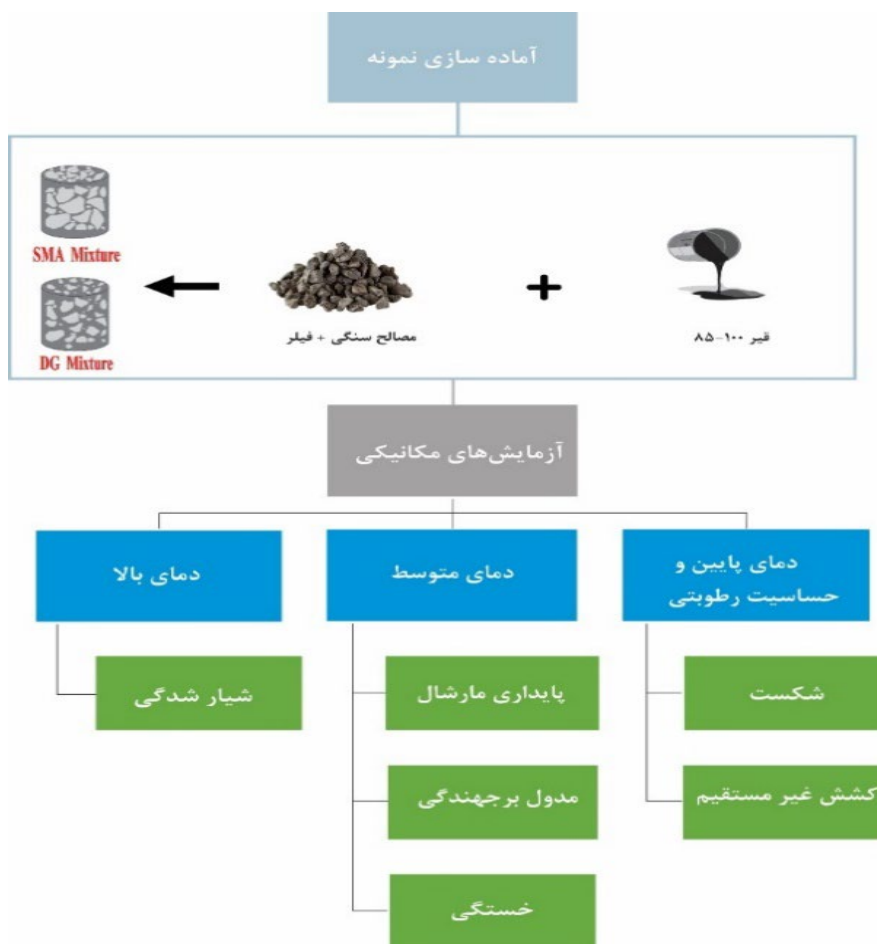 آماده سازی نمونه
قیر ۱۰۰-۸۵
مصالح سنگی + فیلر
SMA Mixture
DG Mixture
آزمایش‌های مکانیکی
دمای پایین و
حساسیت رطوبتی
دمای متوسط
دمای بالا
شکست
پایداری مارشال
شیار شدگی
کشش غیر مستقیم
مدول برجهندگی
خستگی